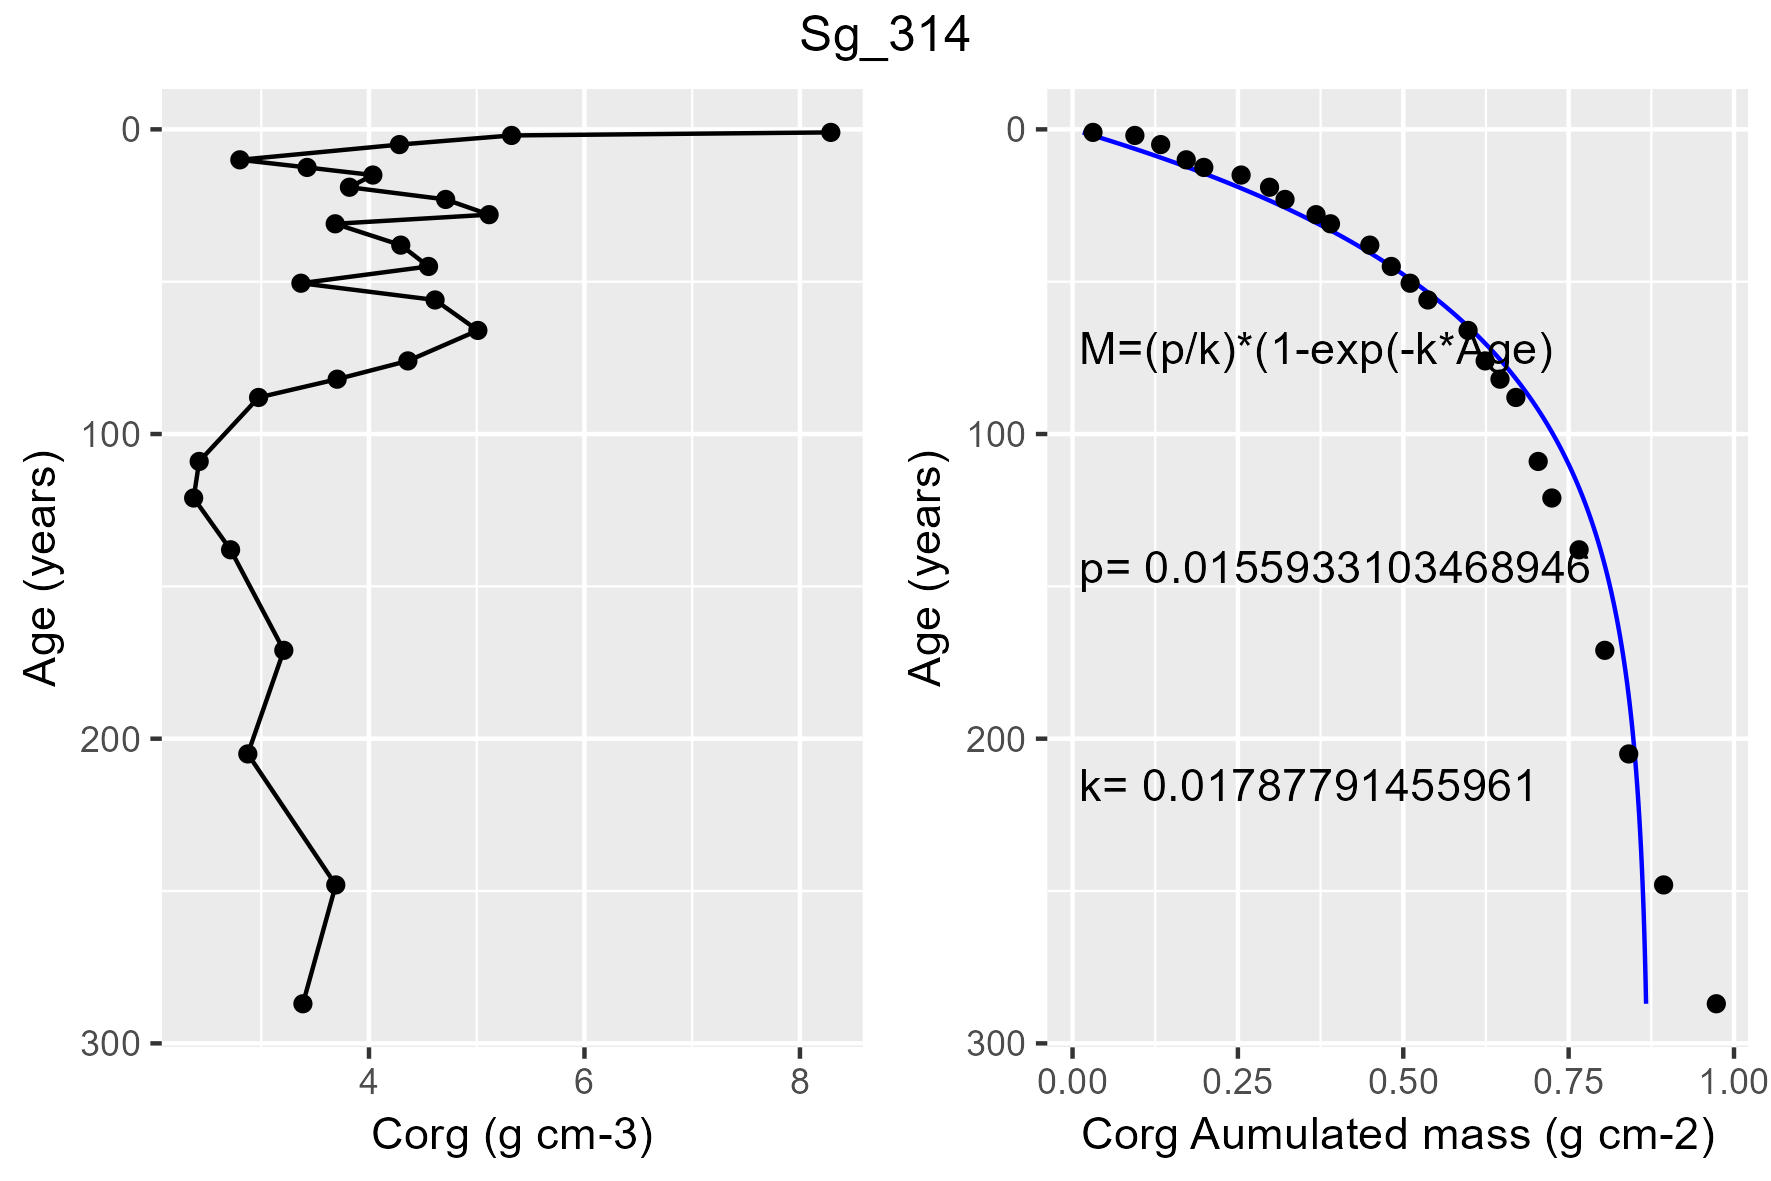 Sg_314
0
100
200
300
4
6
8
Age (years)
Corg (g cm-3)
0
100
200
300
0.00
0.25
0.50
0.75
1.00
Age (years)
Corg Aumulated mass (g cm-2)
M=(p/k)*(1-exp(-k*Age)
p= 0.0155933103468946
k= 0.01787791455961